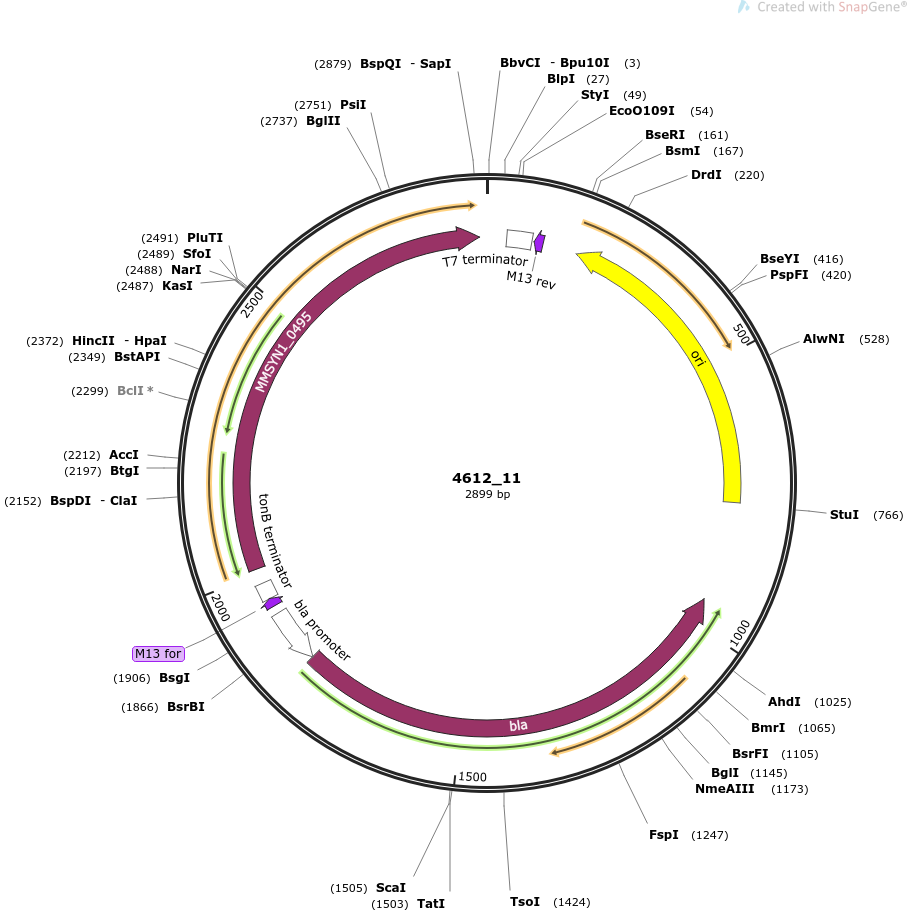 Created with SnapGene®
(2879) BspQI - SapI
BbvCI - Bpu10I (3)
BlpI (27)
StyI (49)
EcoO109I (54)
BseRI (161)
BsmI (167)
DrdI (220)
BseYI (416)
PspFI (420)
AlwNI (528)
StuI (766)
AhdI (1025)
BmrI (1065)
BsrFI (1105)
BglI (1145)
NmeAIII (1173)
FspI (1247)
TsoI (1424)
(1503) TatI
(1505) ScaI
(1866) BsrBI
(1906) BsgI
M13 for
(2152) BspDI - ClaI
(2197) BtgI
(2212) AccI
(2299) BclI *
(2349) BstAPI
(2372) HincII - HpaI
(2487) KasI
(2488) NarI
(2489) SfoI
(2491) PluTI
(2737) BglII
(2751) PsiI
500
1000
1500
2000
2500
T7 terminator
M13 rev
ori
bla
bla promoter
tonB terminator
MMSYN1_0495
4612_11
2899 bp